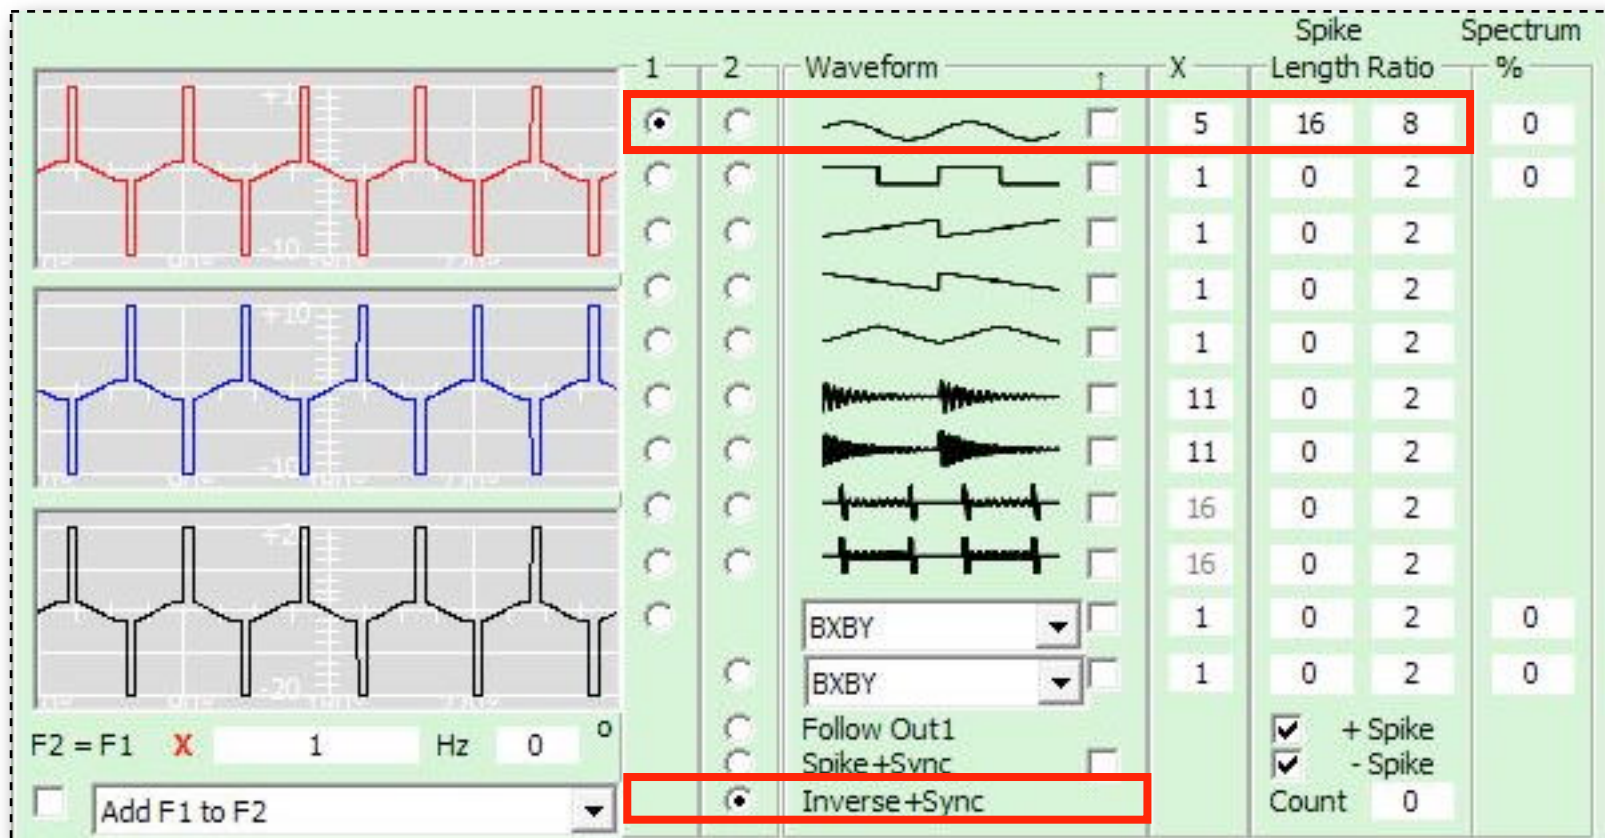 Spike Spectrum
1 2 Waveform ↑ X Length Ratio %
5 16 8 0
1 0 2 0
1 0 2
1 0 2
1 0 2
11 0 2
11 0 2
16 0 2
16 0 2
BXBY 1 0 2 0
BXBY 1 0 2 0
+10
-10
-20
F2 = F1 X 1 Hz 0 °
Follow Out1 + Spike
Spike+Sync - Spike
Add F1 to F2 Inverse+Sync Count 0